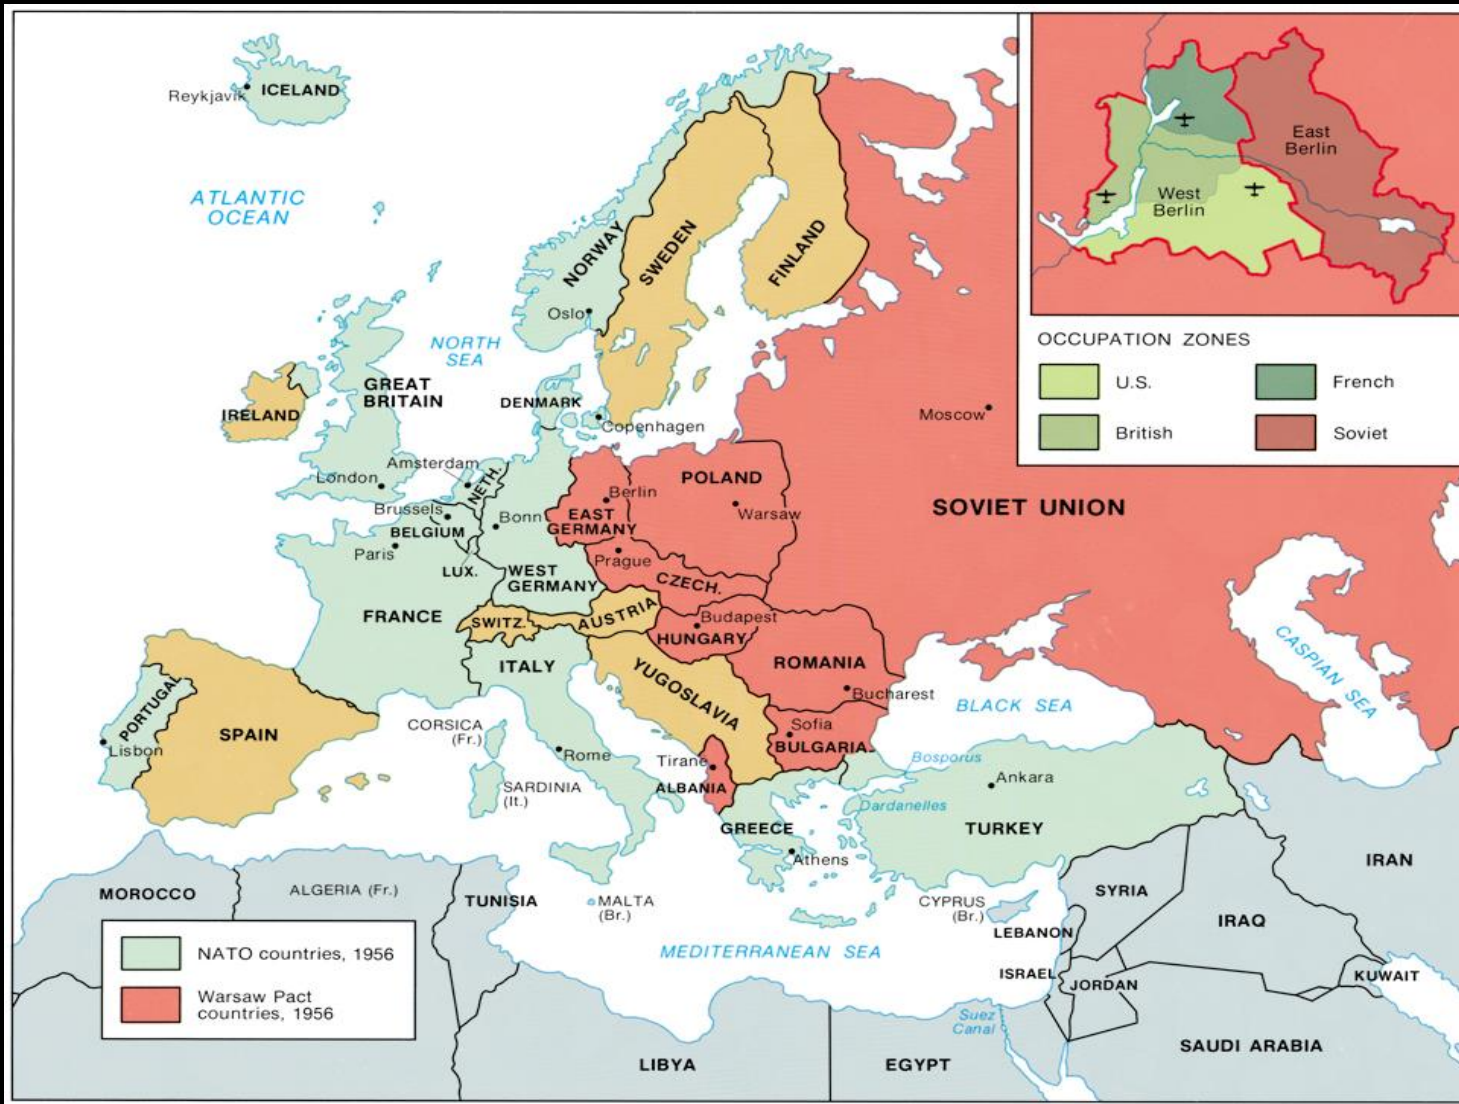 Reykjavik
ICELAND
ATLANTIC
OCEAN
NORWAY
SWEDEN
FINLAND
Oslo
NORTH
SEA
GREAT
BRITAIN
IRELAND
DENMARK
Copenhagen
Moscow
London
Amsterdam
NETH.
Brussels
BELGIUM
Bonn
Paris
LUX.
WEST
GERMANY
Berlin
EAST
GERMANY
POLAND
Warsaw
SOVIET UNION
Prague
CZECH.
FRANCE
SWITZ.
AUSTRIA
Budapest
HUNGARY
ITALY
YUGOSLAVIA
ROMANIA
Bucharest
CASPIAN SEA
PORTUGAL
Lisbon
SPAIN
CORSICA
(Fr.)
Rome
SARDINIA
(It.)
Sofia
BULGARIA
BLACK SEA
Tirane
ALBANIA
Bosporus
Ankara
Dardanelles
GREECE
Athens
TURKEY
IRAN
MOROCCO
ALGERIA (Fr.)
TUNISIA
MALTA
(Br.)
CYPRUS
(Br.)
SYRIA
LEBANON
IRAQ
MEDITERRANEAN SEA
ISRAEL
JORDAN
KUWAIT
Suez
Canal
LIBYA
EGYPT
SAUDI ARABIA
NATO countries, 1956
Warsaw Pact
countries, 1956
East
Berlin
West
Berlin
OCCUPATION ZONES
U.S.
French
British
Soviet